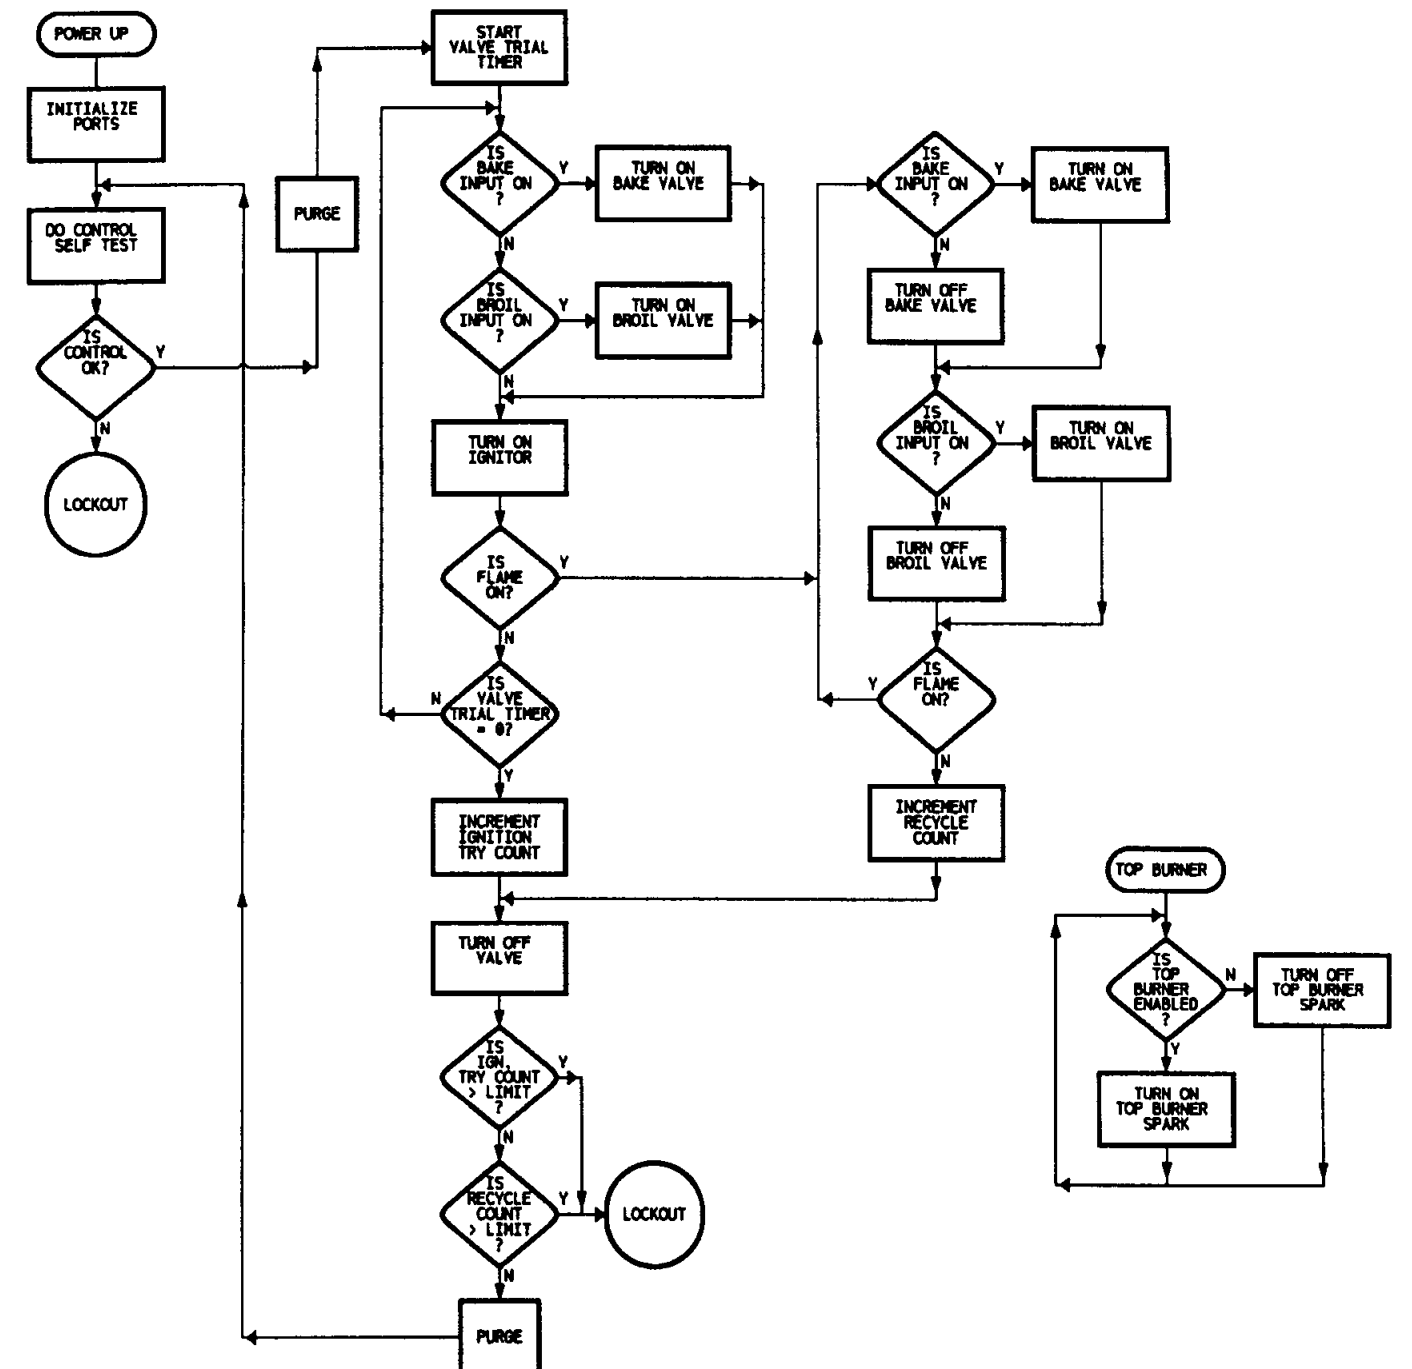 POWER UP
INITIALIZE
PORTS
DO CONTROL
SELF TEST
IS
CONTROL
OK?
Y
N
LOCKOUT
PURGE
START
VALVE TRIAL
TIMER
IS
BAKE
INPUT ON
?
Y
N
TURN ON
BAKE VALVE
IS
BROIL
INPUT ON
?
Y
N
TURN ON
BROIL VALVE
TURN ON
IGNITOR
IS
FLAME
ON?
Y
N
IS
VALVE
TRIAL TIMER
= 0?
N
Y
INCREMENT
IGNITION
TRY COUNT
TURN OFF
VALVE
IS
IGN.
TRY COUNT
> LIMIT
?
Y
N
IS
RECYCLE
COUNT
> LIMIT
?
Y
N
LOCKOUT
PURGE
IS
BAKE
INPUT ON
?
Y
N
TURN ON
BAKE VALVE
TURN OFF
BAKE VALVE
IS
BROIL
INPUT ON
?
Y
N
TURN ON
BROIL VALVE
TURN OFF
BROIL VALVE
IS
FLAME
ON?
Y
N
INCREMENT
RECYCLE
COUNT
TOP BURNER
IS
TOP
BURNER
ENABLED
?
N
Y
TURN OFF
TOP BURNER
SPARK
TURN ON
TOP BURNER
SPARK